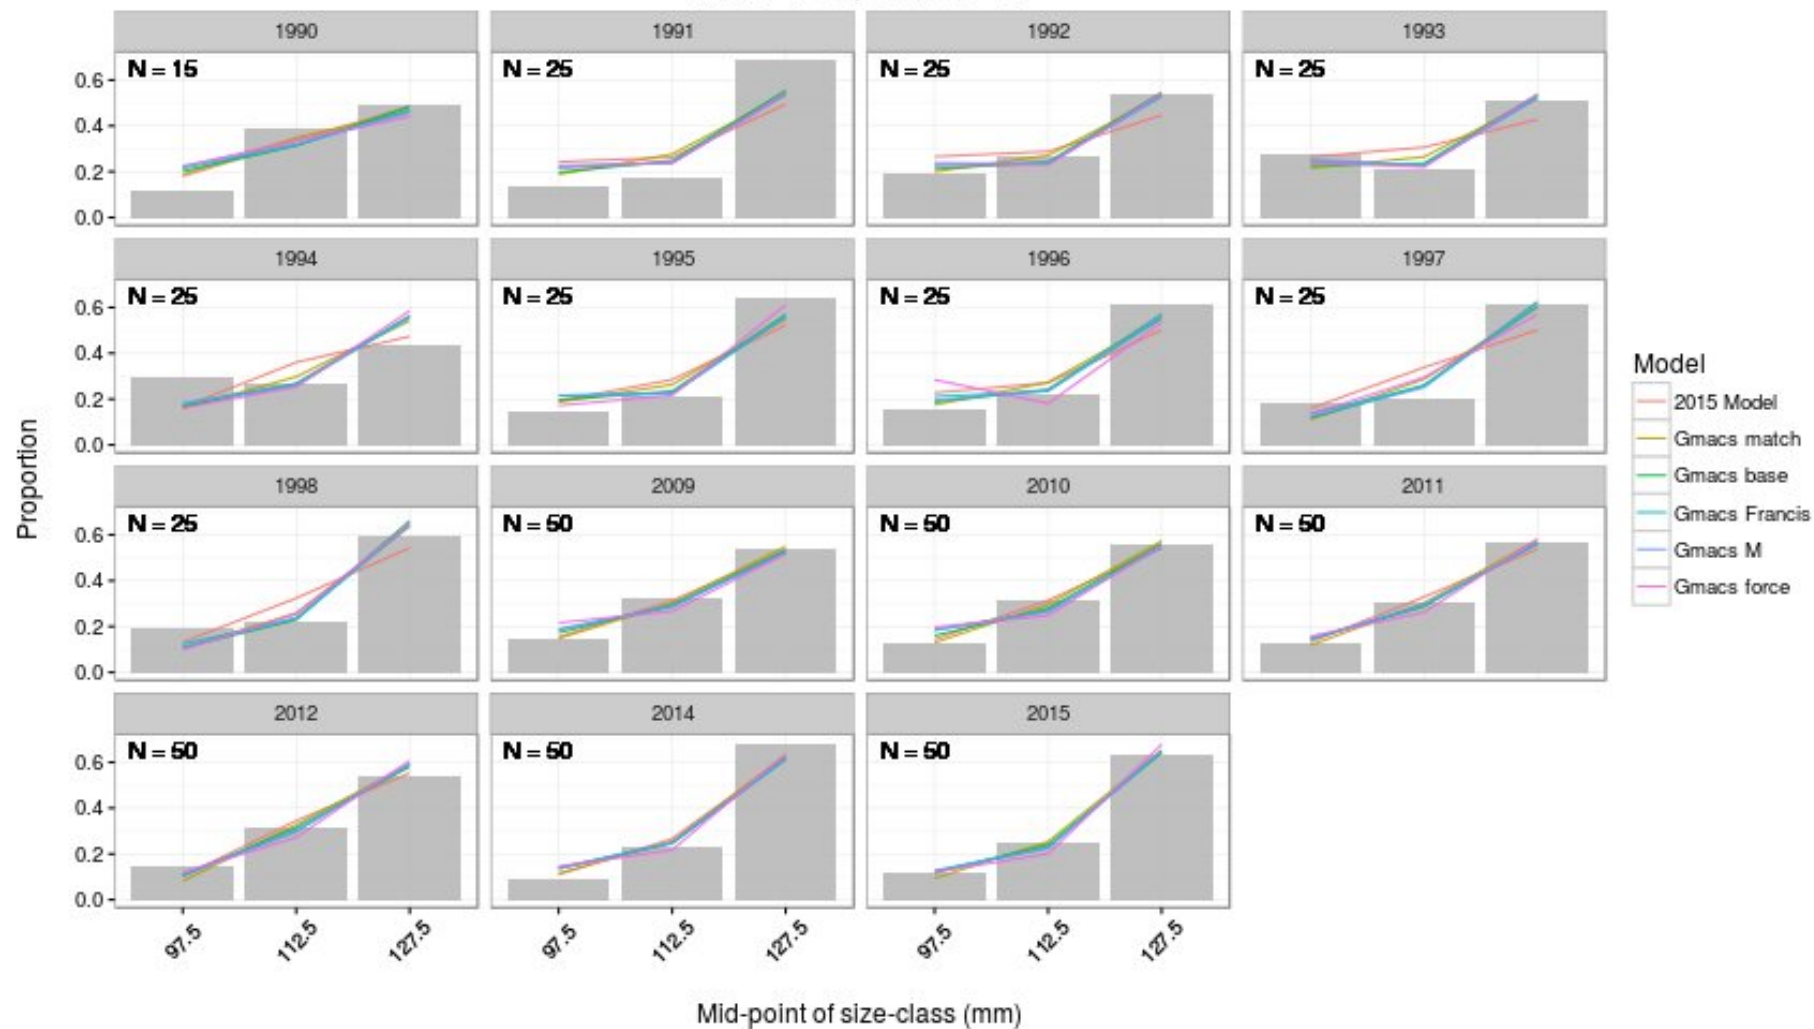 1990 1991 1992 1993
N = 15 N = 25 N = 25 N = 25
0.6
0.4
0.2
0.0
1994 1995 1996 1997
N = 25 N = 25 N = 25 N = 25
0.6
0.4
0.2
0.0
1998 2009 2010 2011
N = 25 N = 50 N = 50 N = 50
0.6
0.4
0.2
0.0
2012 2014 2015
N = 50 N = 50 N = 50
0.6
0.4
0.2
0.0
97.5 112.5 127.5 97.5 112.5 127.5 97.5 112.5 127.5
Mid-point of size-class (mm)
Proportion
Model
2015 Model
Gmacs match
Gmacs base
Gmacs Francis
Gmacs M
Gmacs force